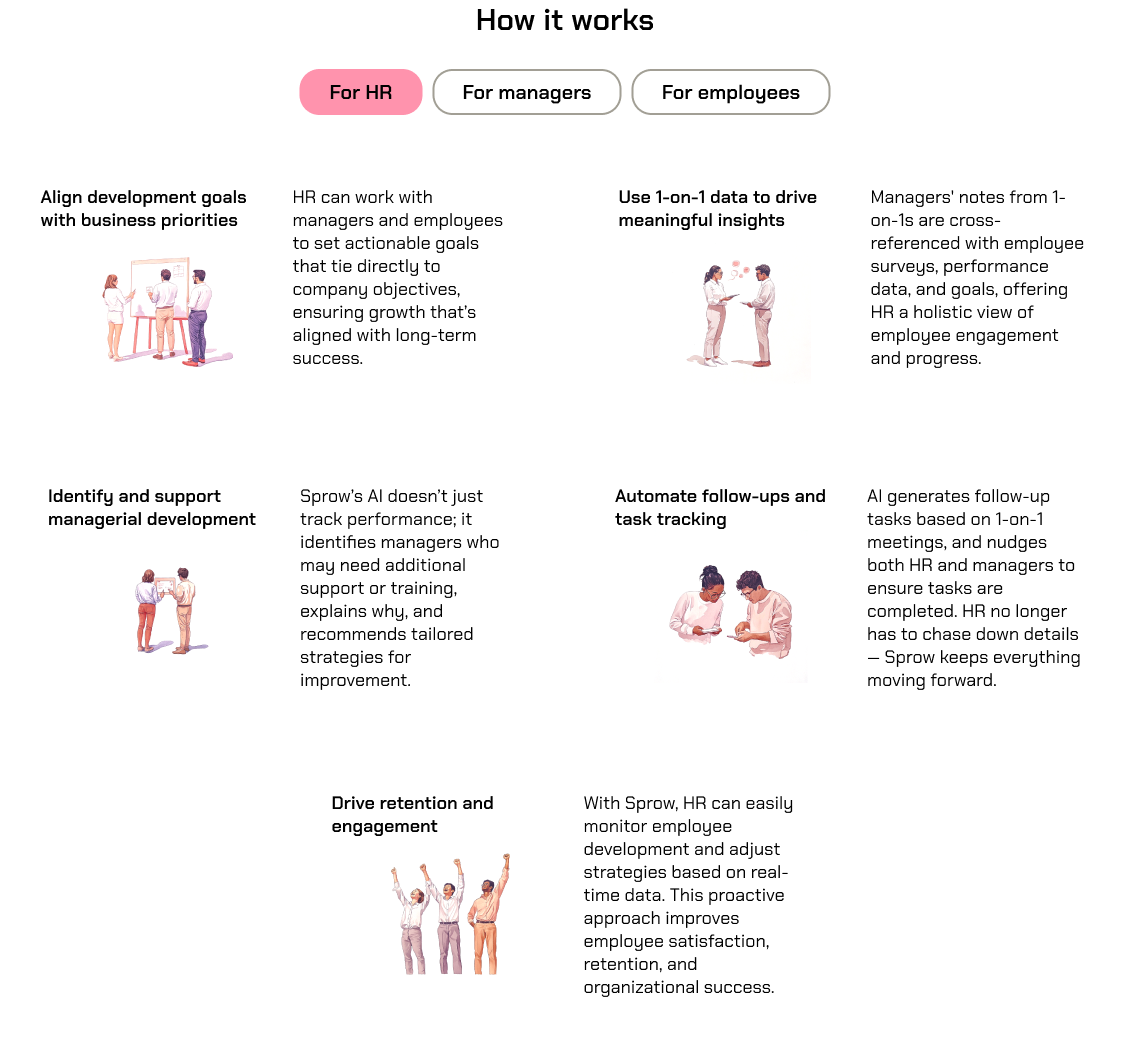 How it works
For HR
For managers
For employees
Align development goals
with business priorities
HR can work with
managers and employees
to set actionable goals
that tie directly to
company objectives,
ensuring growth that's
aligned with long-term
success.
Use 1-on-1 data to drive
meaningful insights
Managers' notes from 1-
on-1s are cross-
referenced with employee
surveys, performance
data, and goals, offering
HR a holistic view of
employee engagement
and progress.
Identify and support
managerial development
Sprow's AI doesn't just
track performance; it
identifies managers who
may need additional
support or training,
explains why, and
recommends tailored
strategies for
improvement.
Automate follow-ups and
task tracking
AI generates follow-up
tasks based on 1-on-1
meetings, and nudges
both HR and managers to
ensure tasks are
completed. HR no longer
has to chase down details
— Sprow keeps everything
moving forward.
Drive retention and
engagement
With Sprow, HR can easily
monitor employee
development and adjust
strategies based on real-
time data. This proactive
approach improves
employee satisfaction,
retention, and
organizational success.